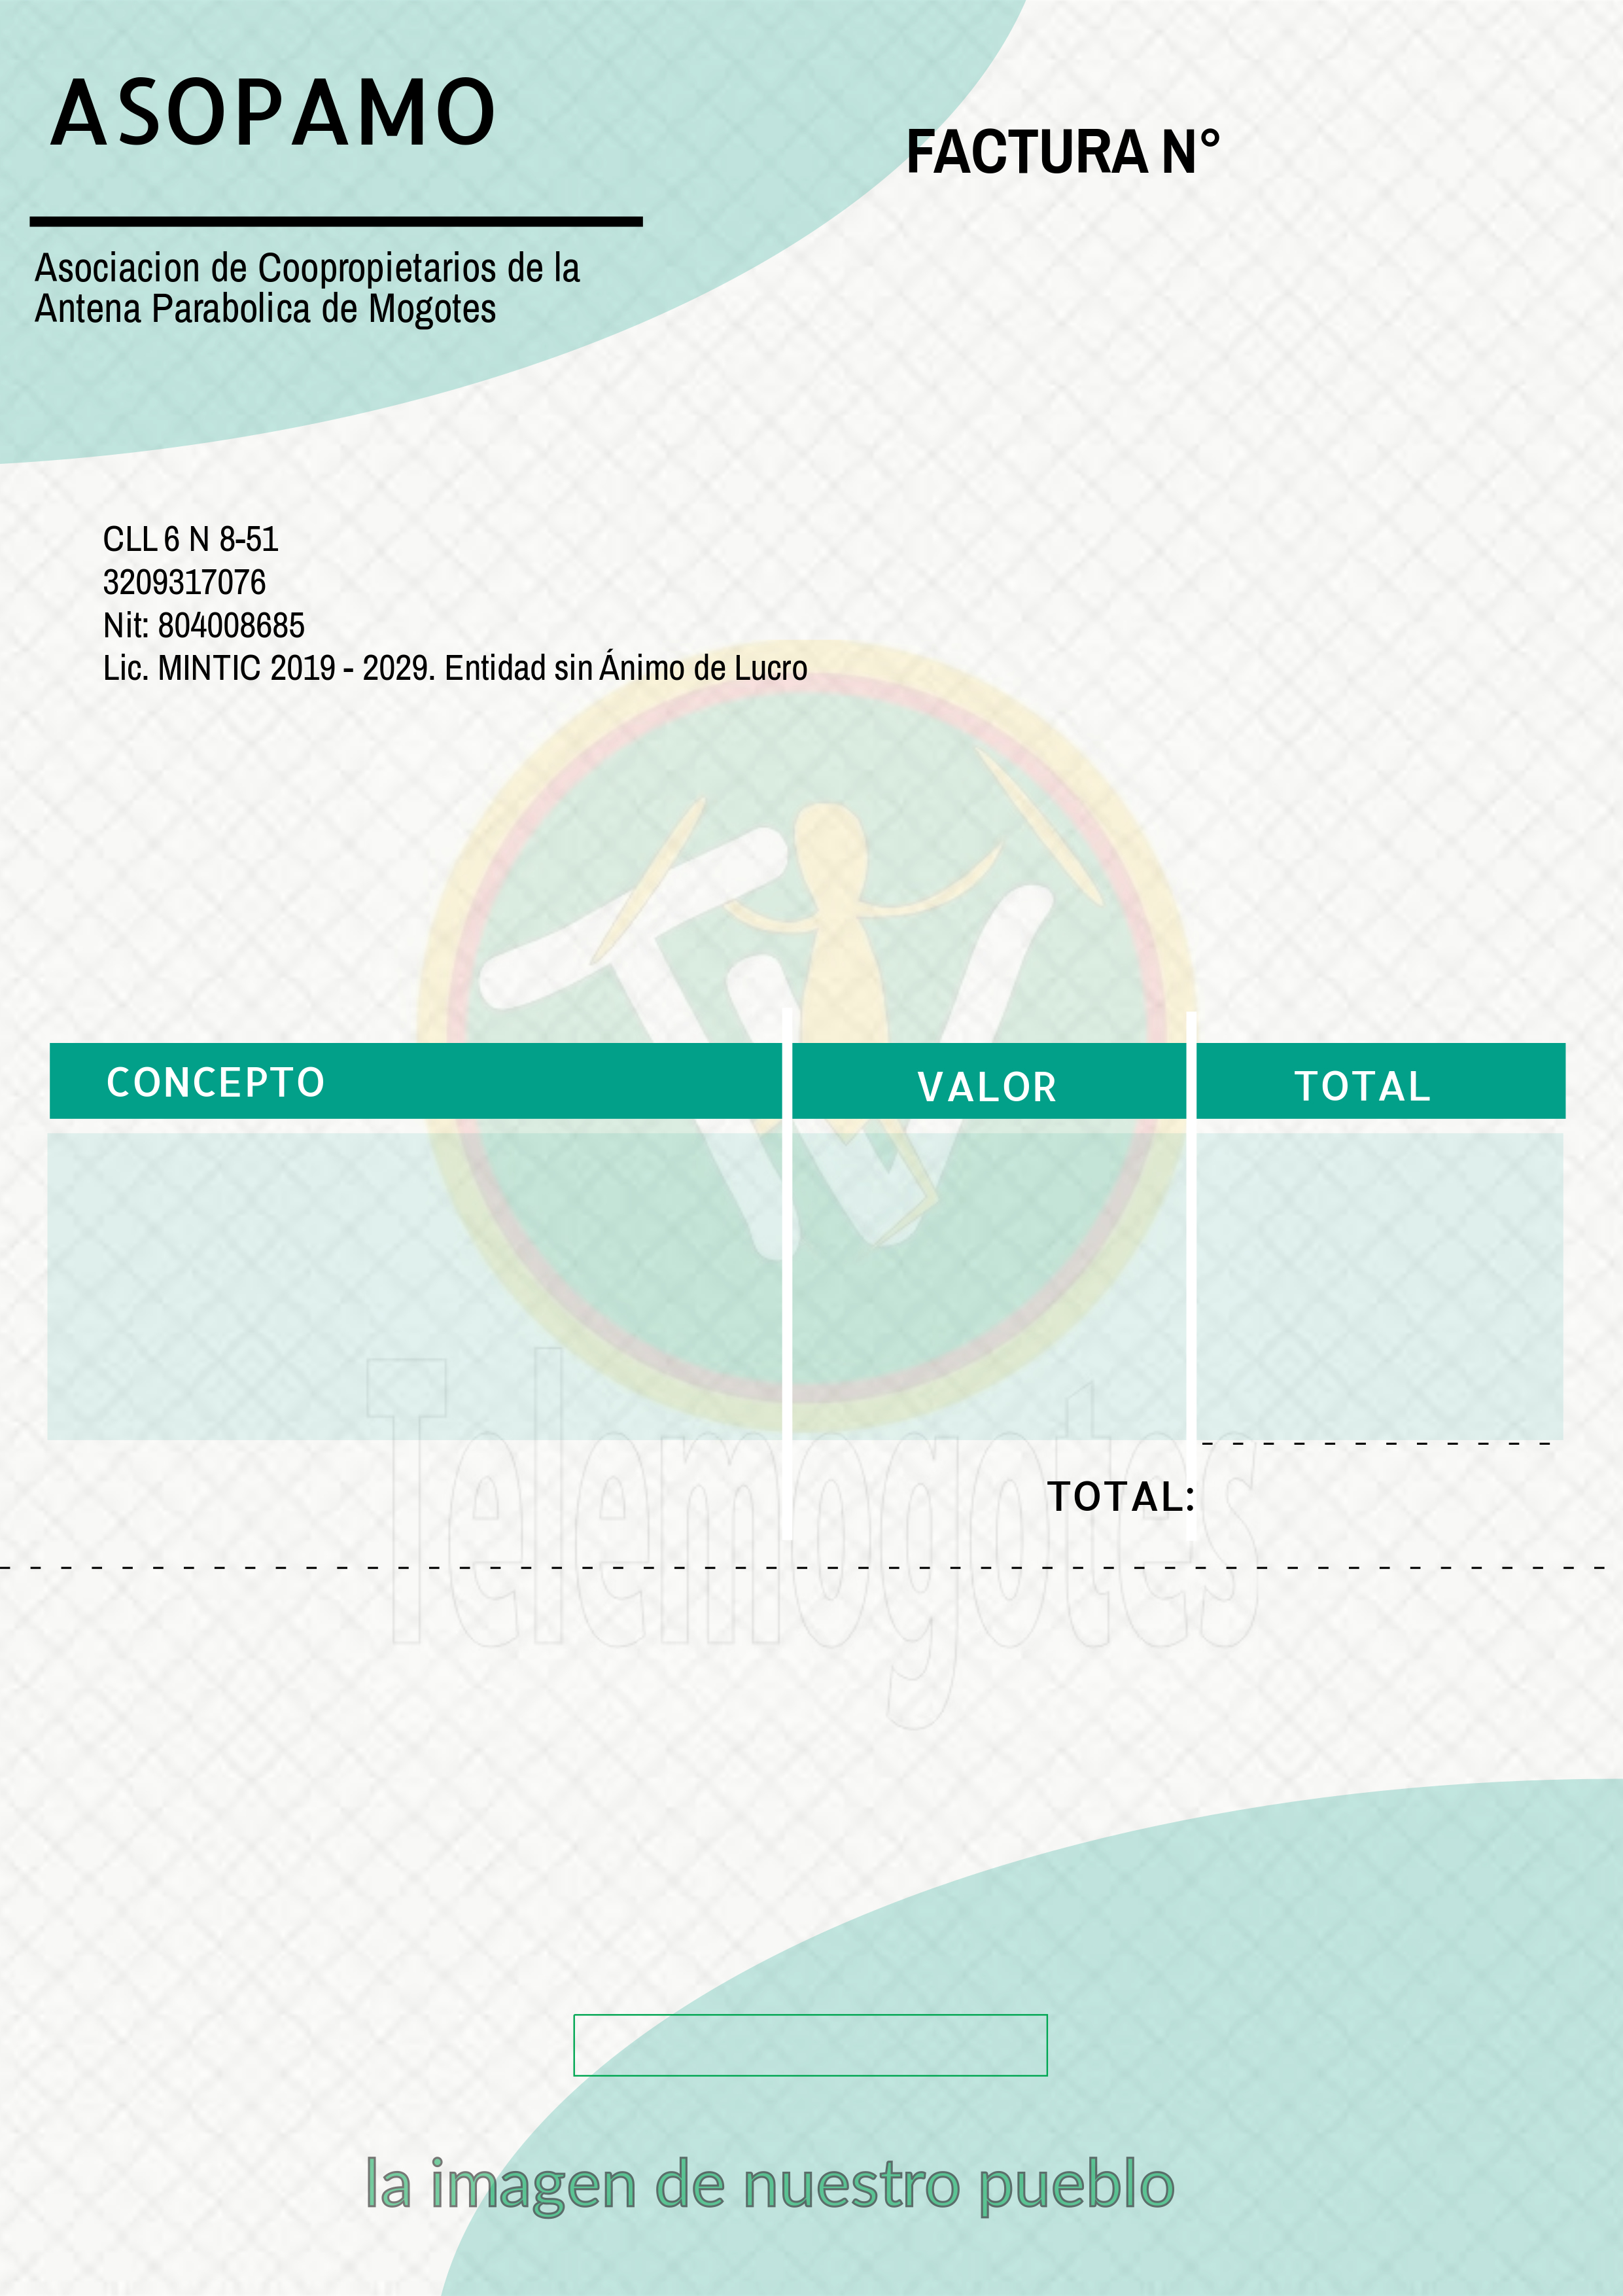 ASOPAMO
FACTURA N°
Asociacion de Coopropietarios de la
Antena Parabolica de Mogotes
CLL 6 N 8-51
3209317076
Nit: 804008685
Lic. MINTIC 2019 - 2029. Entidad sin Ánimo de Lucro
TV
CONCEPTO VALOR TOTAL
Telemogotes
TOTAL:
la imagen de nuestro pueblo